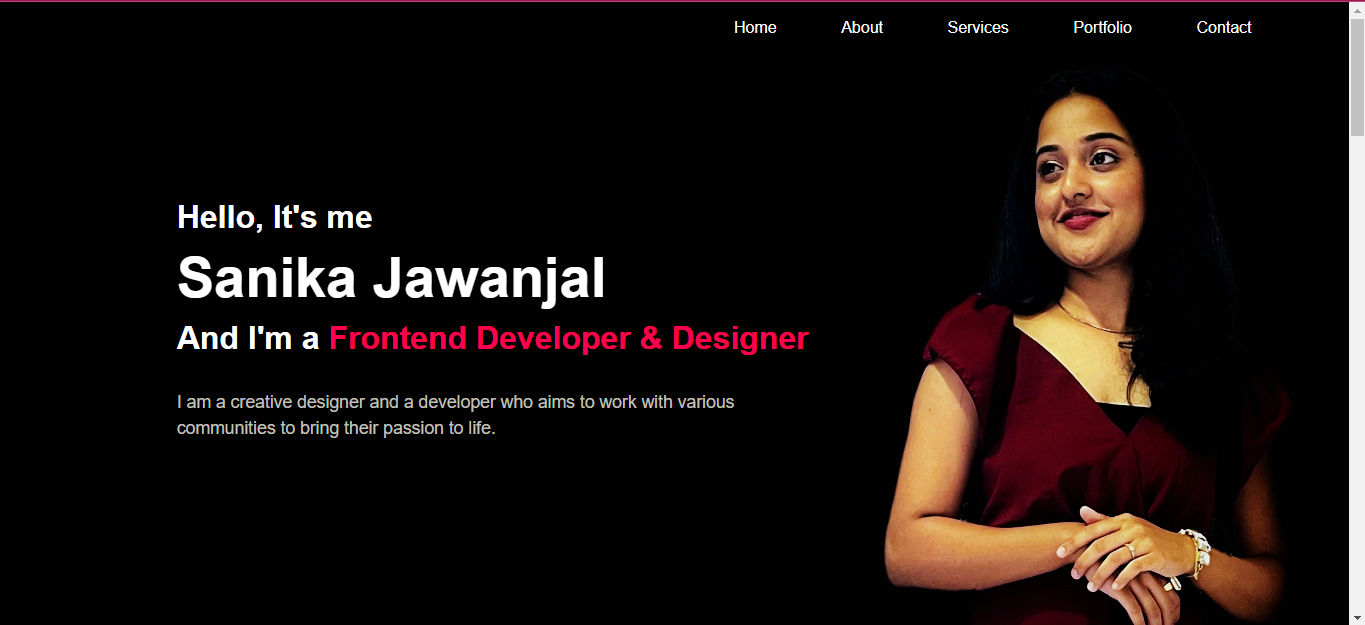 Home About Services Portfolio Contact
Hello, It's me
Sanika Jawanjal
And I'm a Frontend Developer & Designer
I am a creative designer and a developer who aims to work with various
communities to bring their passion to life.